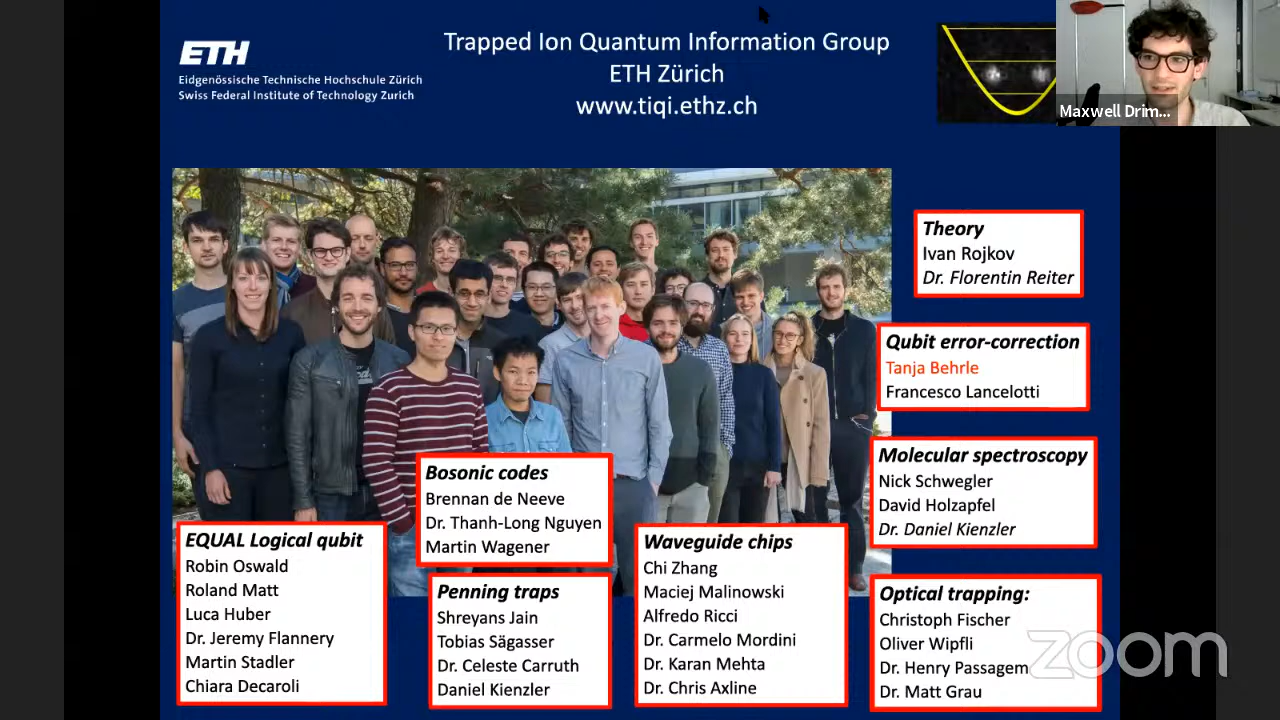 ETH
Eidgenössische Technische Hochschule Zürich
Swiss Federal Institute of Technology Zurich
Trapped Ion Quantum Information Group
ETH Zürich
www.tiqi.ethz.ch
Maxwell Drim...
Theory
Ivan Rojkov
Dr. Florentin Reiter
Qubit error-correction
Tanja Behrle
Francesco Lancelotti
Molecular spectroscopy
Nick Schwegler
David Holzapfel
Dr. Daniel Kienzler
Bosonic codes
Brennan de Neeve
Dr. Thanh-Long Nguyen
Martin Wagener
EQUAL Logical qubit
Robin Oswald
Roland Matt
Luca Huber
Dr. Jeremy Flannery
Martin Stadler
Chiara Decaroli
Penning traps
Shreyans Jain
Tobias Sägasser
Dr. Celeste Carruth
Daniel Kienzler
Waveguide chips
Chi Zhang
Maciej Malinowski
Alfredo Ricci
Dr. Carmelo Mordini
Dr. Karan Mehta
Dr. Chris Axline
Optical trapping:
Christoph Fischer
Oliver Wipfli
Dr. Henry Passagem
Dr. Matt Grau
zoom